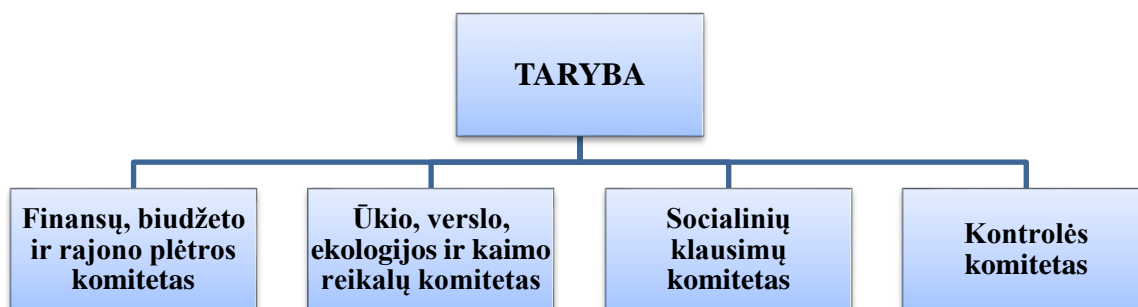 TARYBA
Finansų, biudžeto
ir rajono plėtros
komitetas
Ūkio, verslo,
ekologijos ir kaimo
reikalų komitetas
Socialinių
klausimų
komitetas
Kontrolės
komitetas